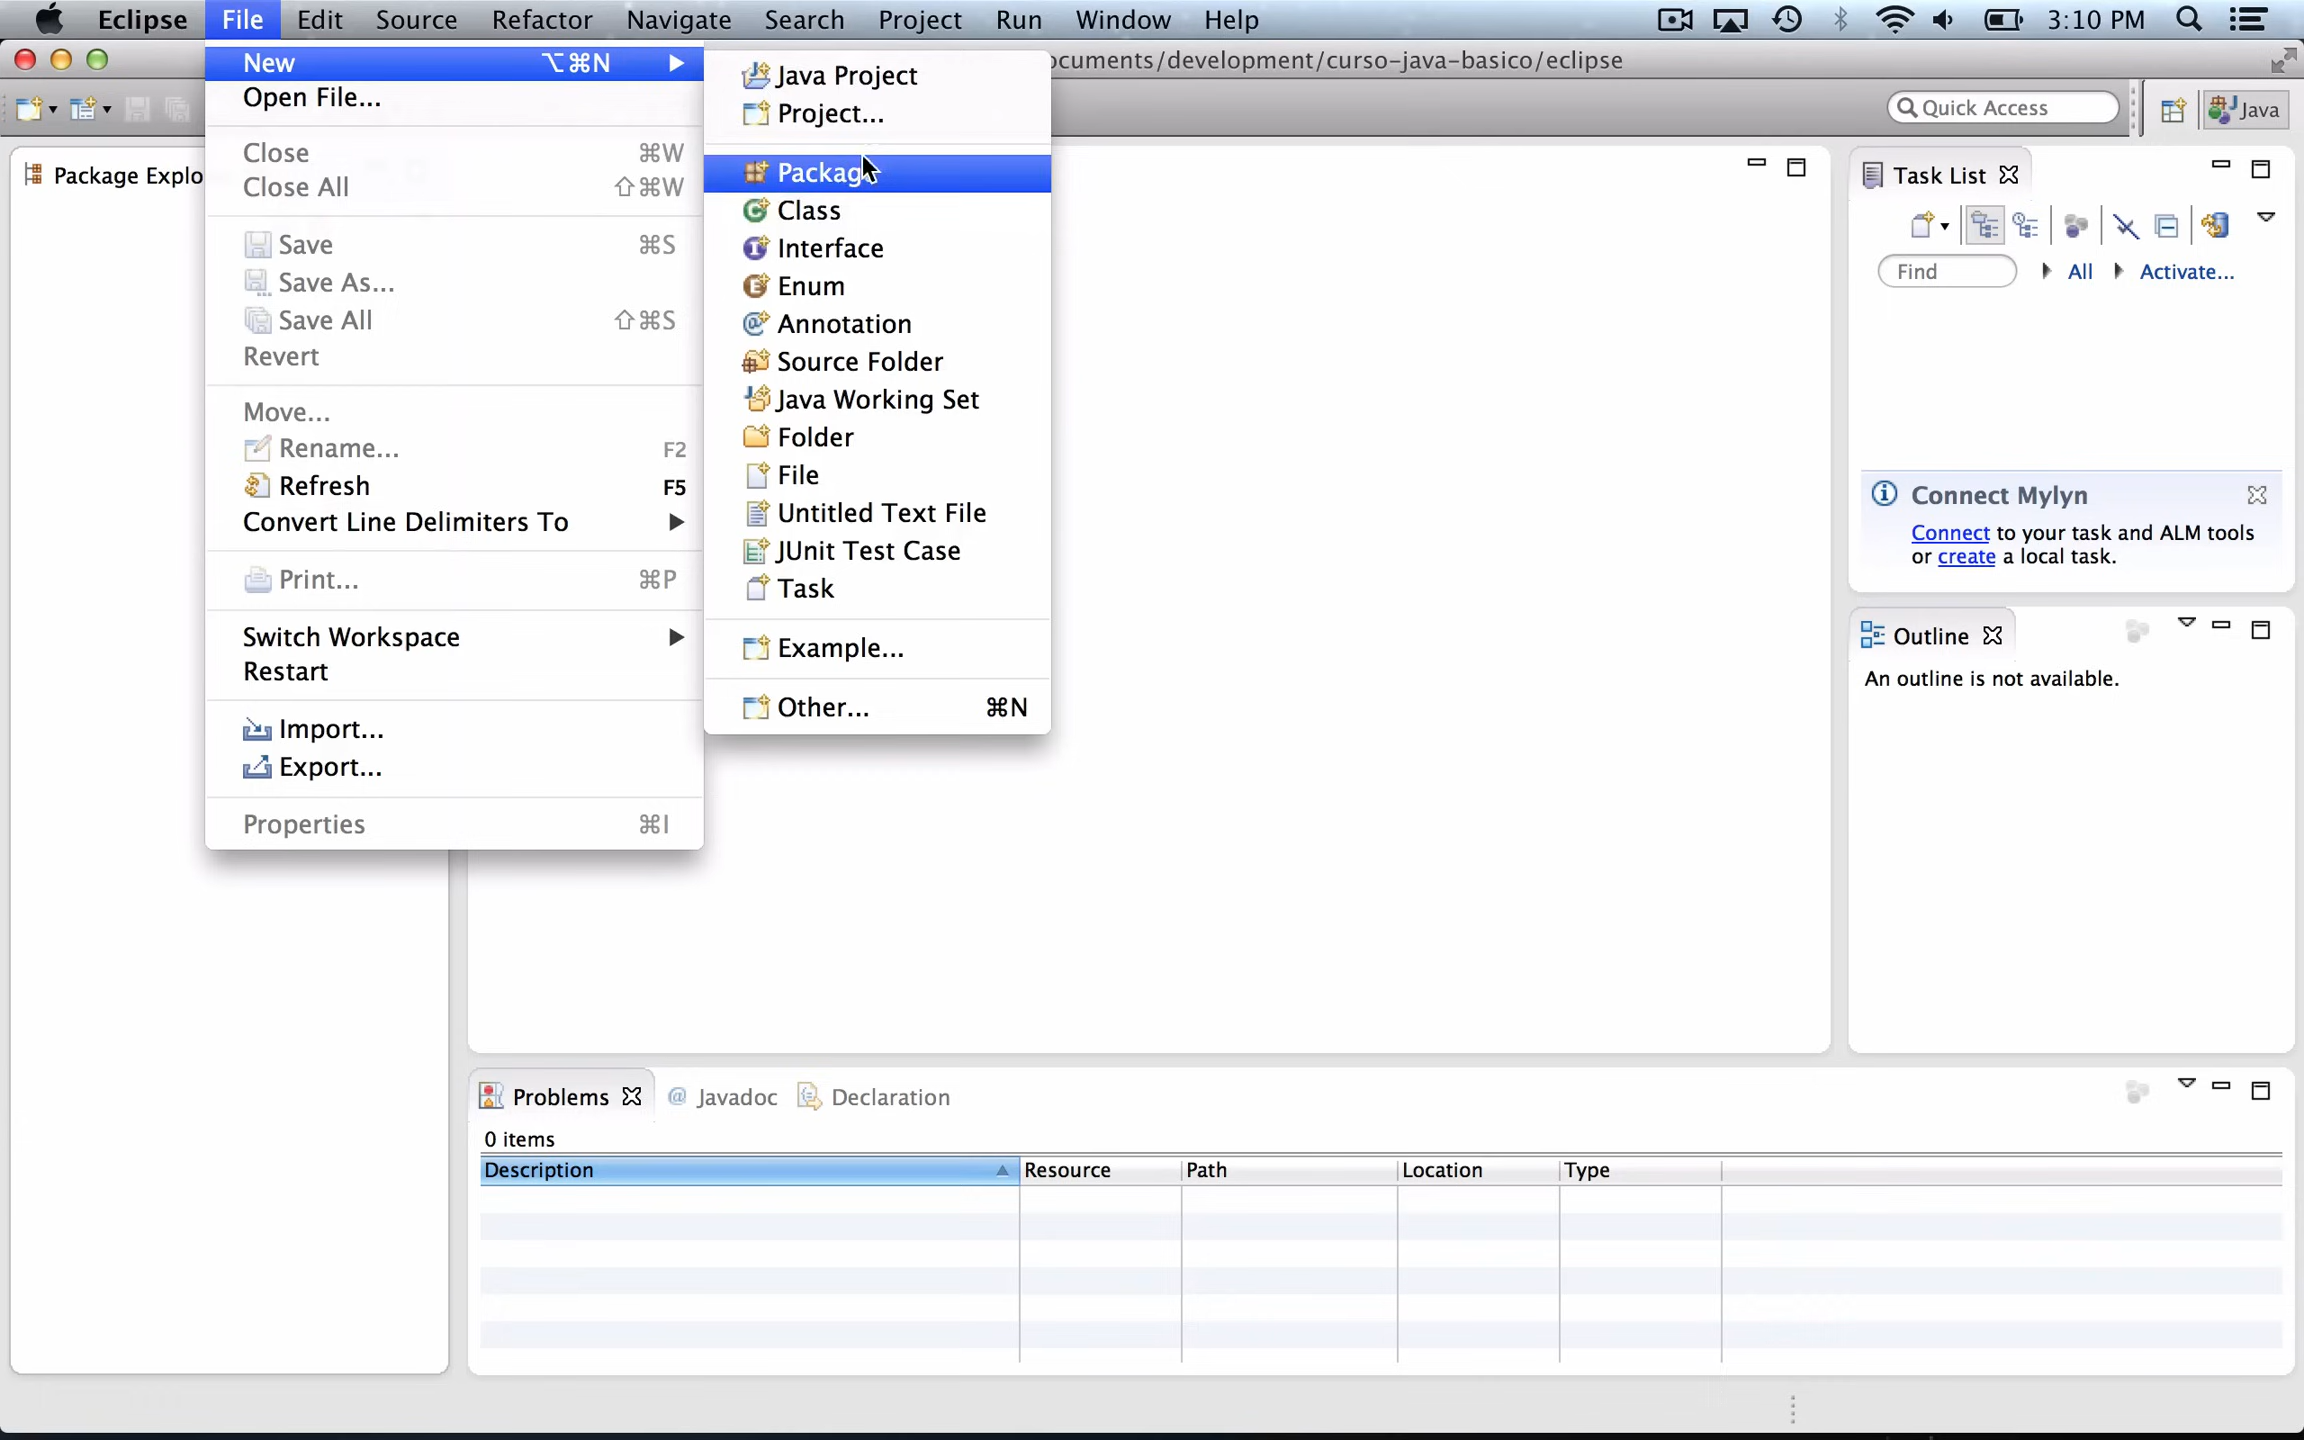 Eclipse File Edit Source Refactor Navigate Search Project Run Window Help 3:10 PM
ocuments/development/curso-java-basico/eclipse
Quick Access
Java
New ⌥⌘N
Open File...
Close ⌘W
Close All ⇧⌘W
Save ⌘S
Save As...
Save All ⇧⌘S
Revert
Move...
Rename... F2
Refresh F5
Convert Line Delimiters To
Print... ⌘P
Switch Workspace
Restart
Import...
Export...
Properties ⌘I
Java Project
Project...
Package
Class
Interface
Enum
Annotation
Source Folder
Java Working Set
Folder
File
Untitled Text File
JUnit Test Case
Task
Example...
Other... ⌘N
Package Explo
Task List
Find All Activate...
Connect Mylyn
Connect to your task and ALM tools
or create a local task.
Outline
An outline is not available.
Problems @ Javadoc Declaration
0 items
Description Resource Path Location Type